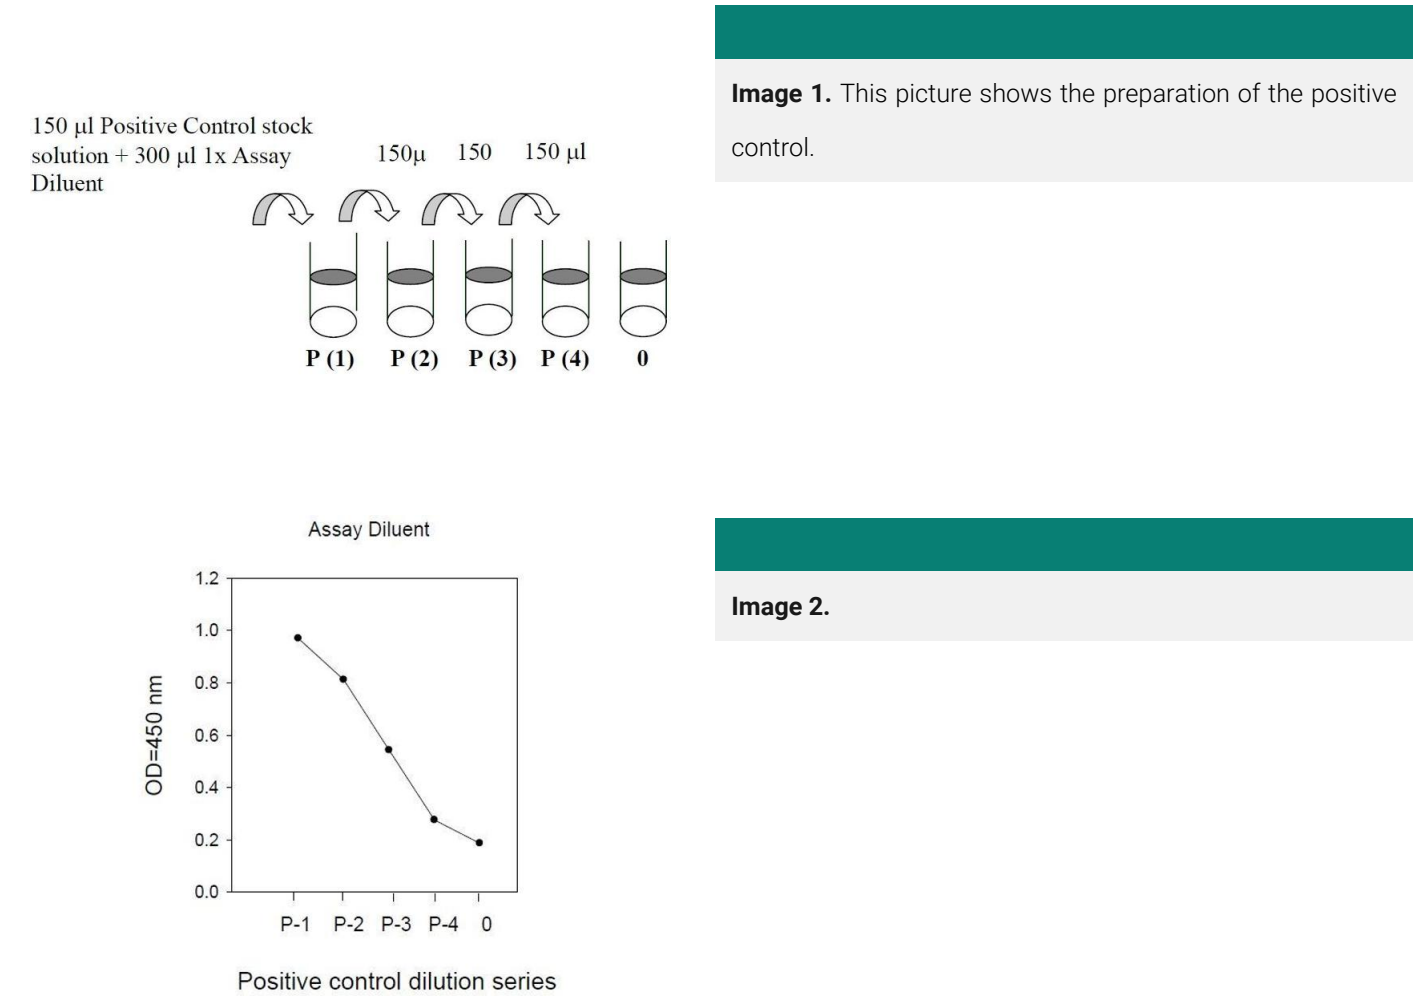 Image 1. This picture shows the preparation of the positive
control.
150 µl Positive Control stock
solution + 300 µl 1x Assay
Diluent
150µ 150 150 µl
P (1) P (2) P (3) P (4) 0
Assay Diluent
Image 2.
1.2
1.0
0.8
0.6
0.4
0.2
0.0
OD=450 nm
P-1 P-2 P-3 P-4 0
Positive control dilution series